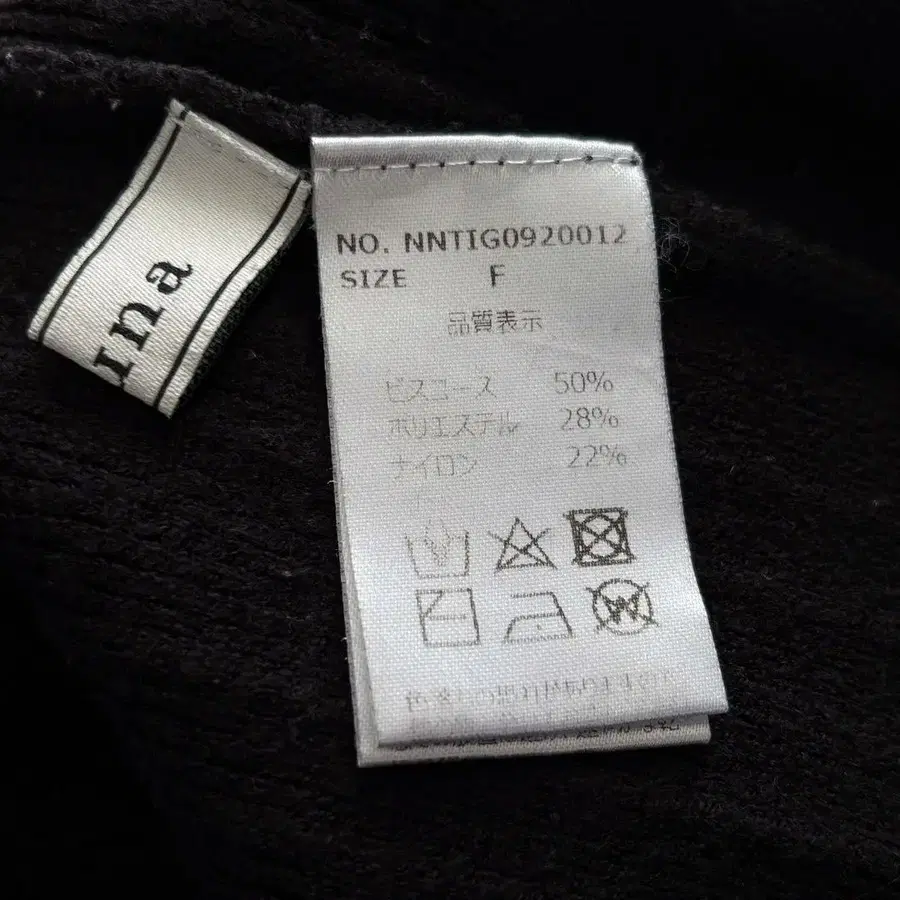 una
NO. NNTIG0920012
SIZE F
品質表示
ビスコース 50%
ポリエステル 28%
ナイロン 22%
W